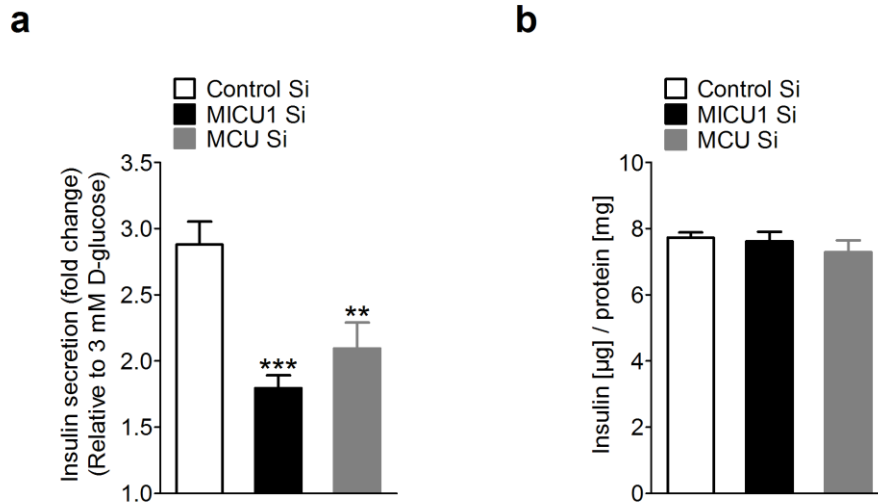 a
Control Si
MICU1 Si
MCU Si
Insulin secretion (fold change)
(Relative to 3 mM D-glucose)
3.5
3.0
2.5
2.0
1.5
1.0
***
**
b
Control Si
MICU1 Si
MCU Si
Insulin [µg] / protein [mg]
10
8
6
4
2
0